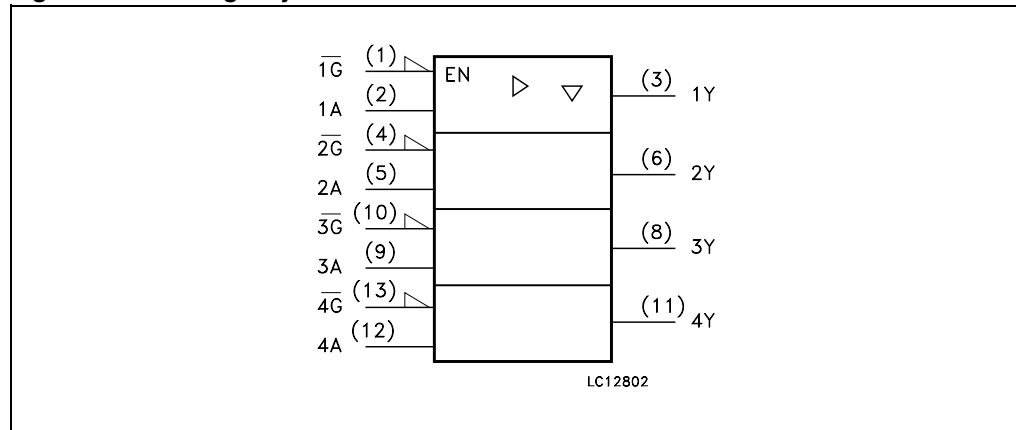 1G (1) EN (3) 1Y
1A (2)
2G (4) (6) 2Y
2A (5)
3G (10) (8) 3Y
3A (9)
4G (13) (11) 4Y
4A (12)
LC12802